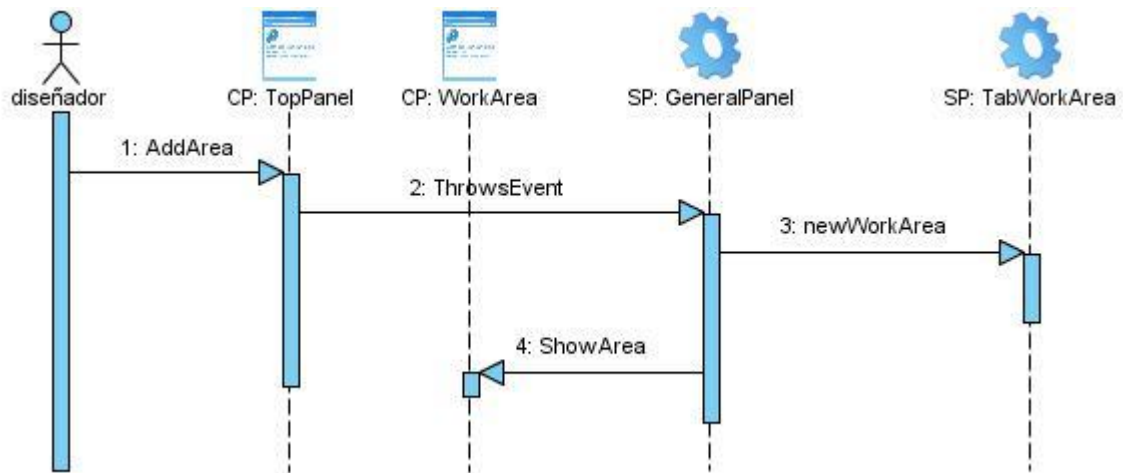 diseñador
CP: TopPanel
CP: WorkArea
SP: GeneralPanel
SP: TabWorkArea
1: AddArea
2: ThrowsEvent
3: newWorkArea
4: ShowArea